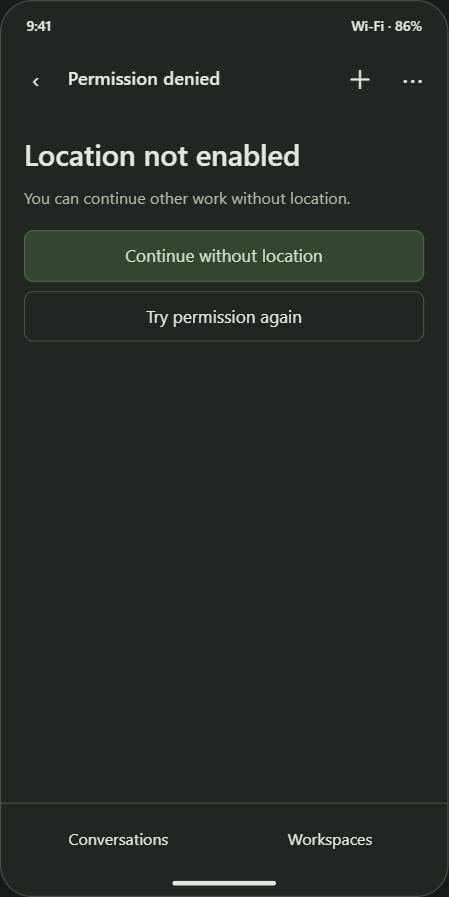 9:41
Wi-Fi · 86%
‹ Permission denied + ...
Location not enabled
You can continue other work without location.
Continue without location
Try permission again
Conversations
Workspaces